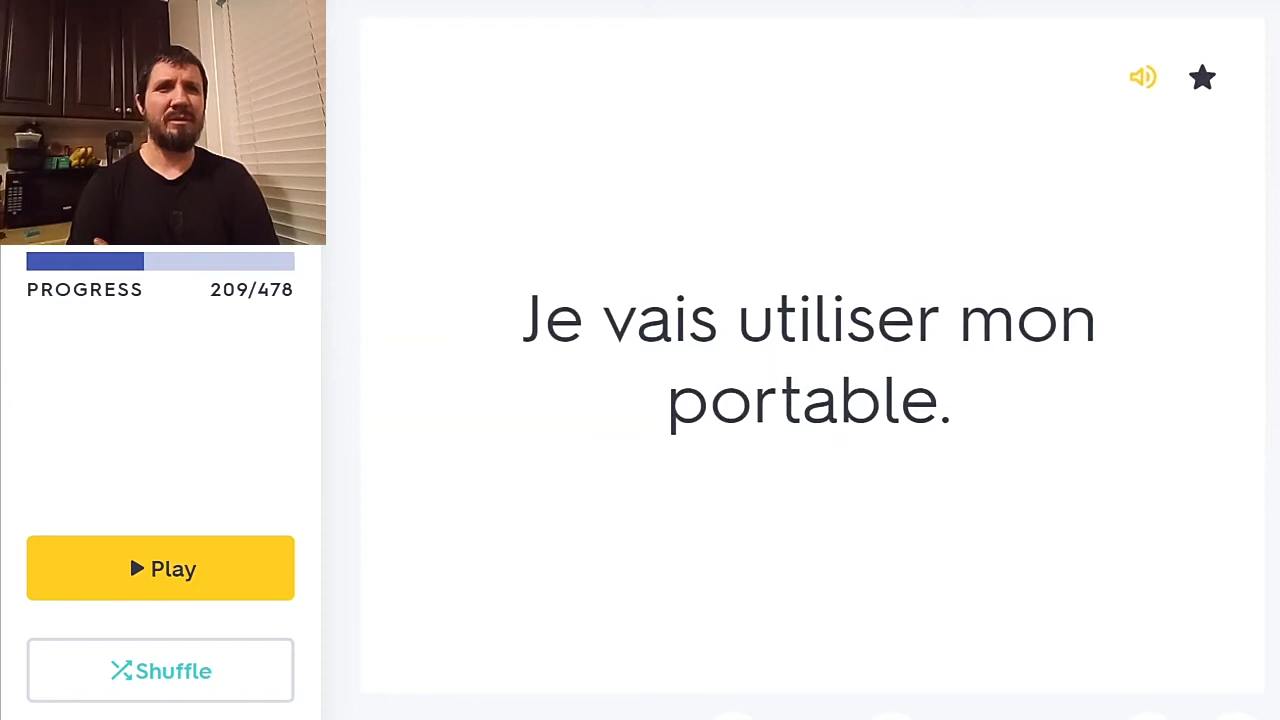 PROGRESS 209/478
Je vais utiliser mon
portable.
Play
Shuffle